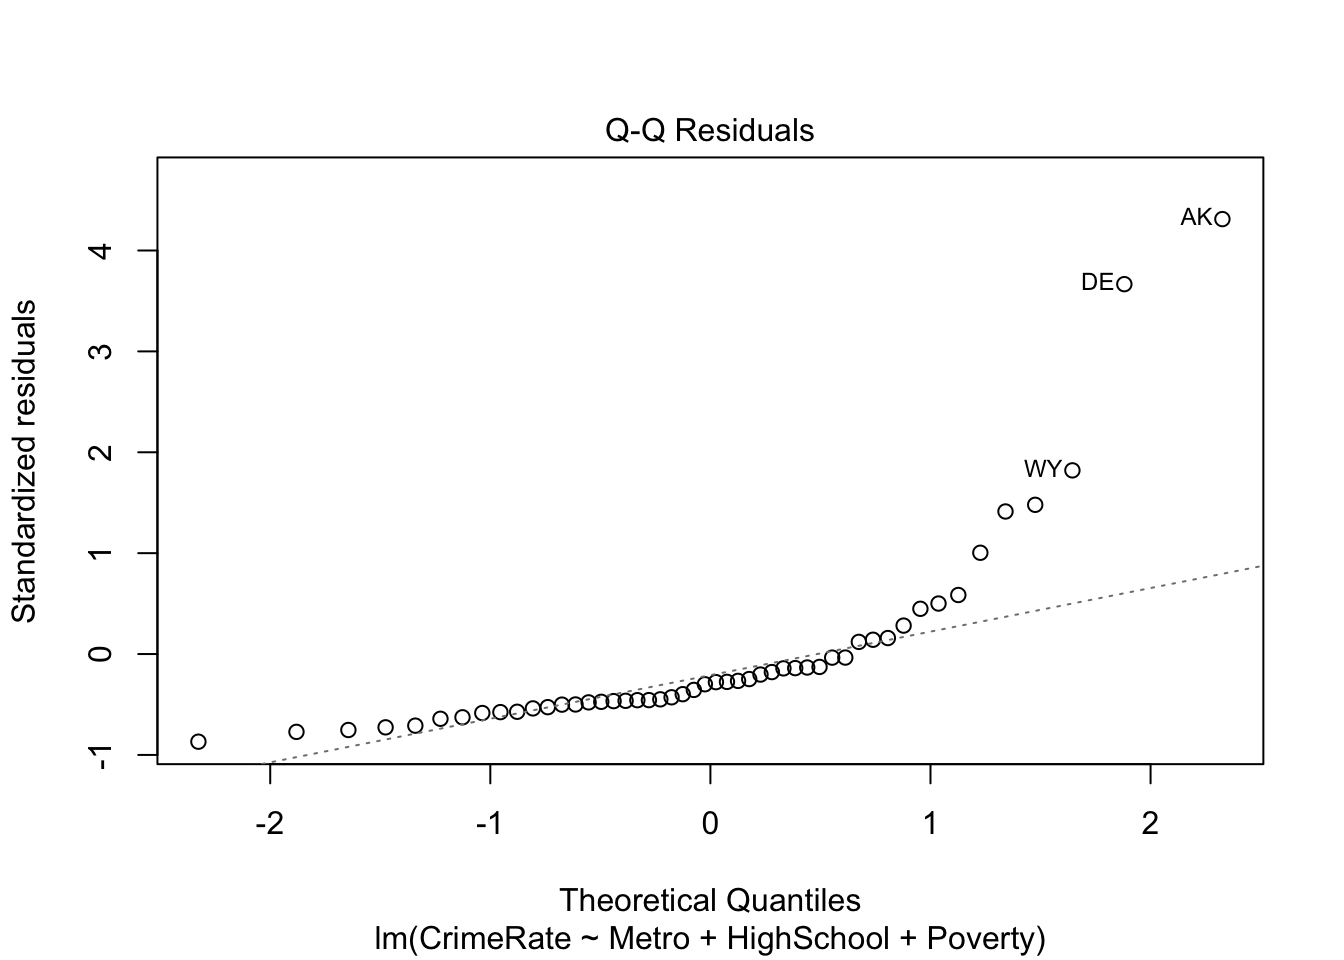 Q-Q Residuals
AK
DE
WY
Standardized residuals
4
3
2
1
0
-1
-2 -1 0 1 2
Theoretical Quantiles
lm(CrimeRate ~ Metro + HighSchool + Poverty)